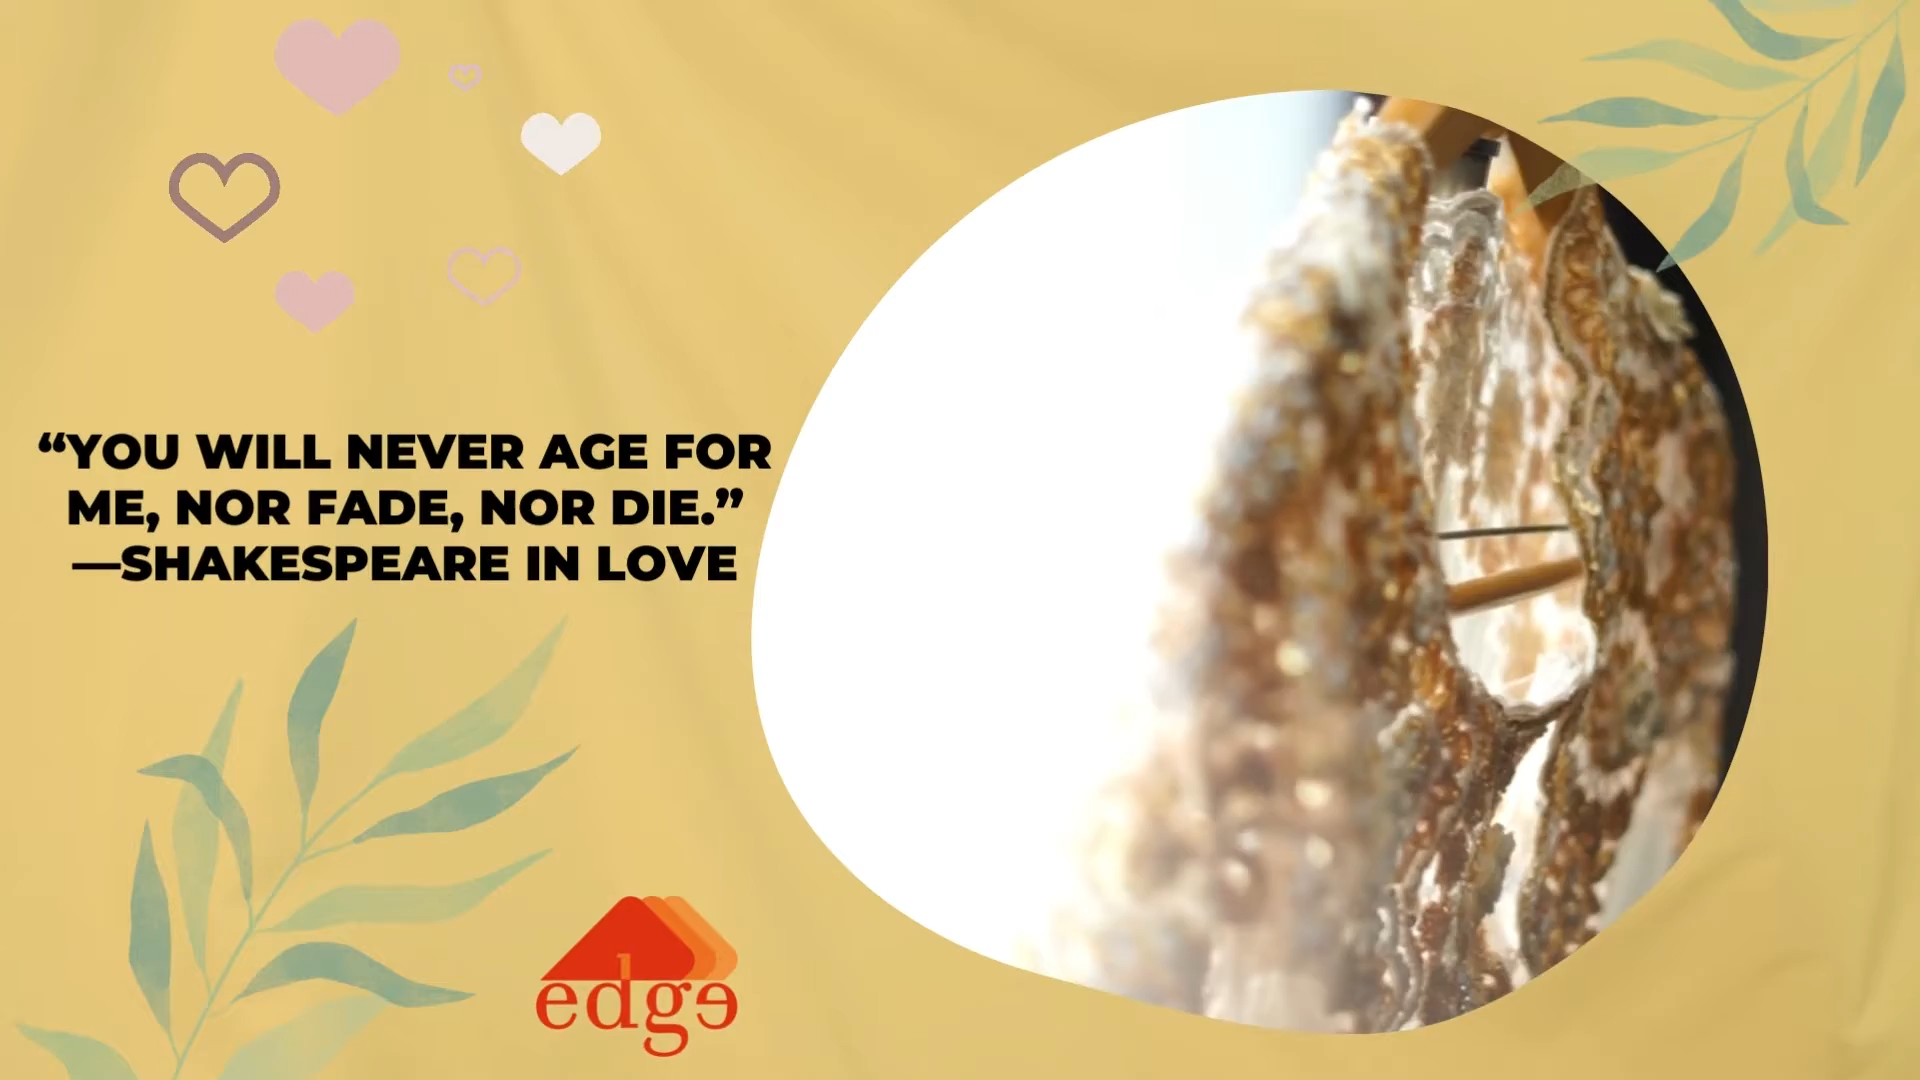 “YOU WILL NEVER AGE FOR
ME, NOR FADE, NOR DIE.”
—SHAKESPEARE IN LOVE
edge